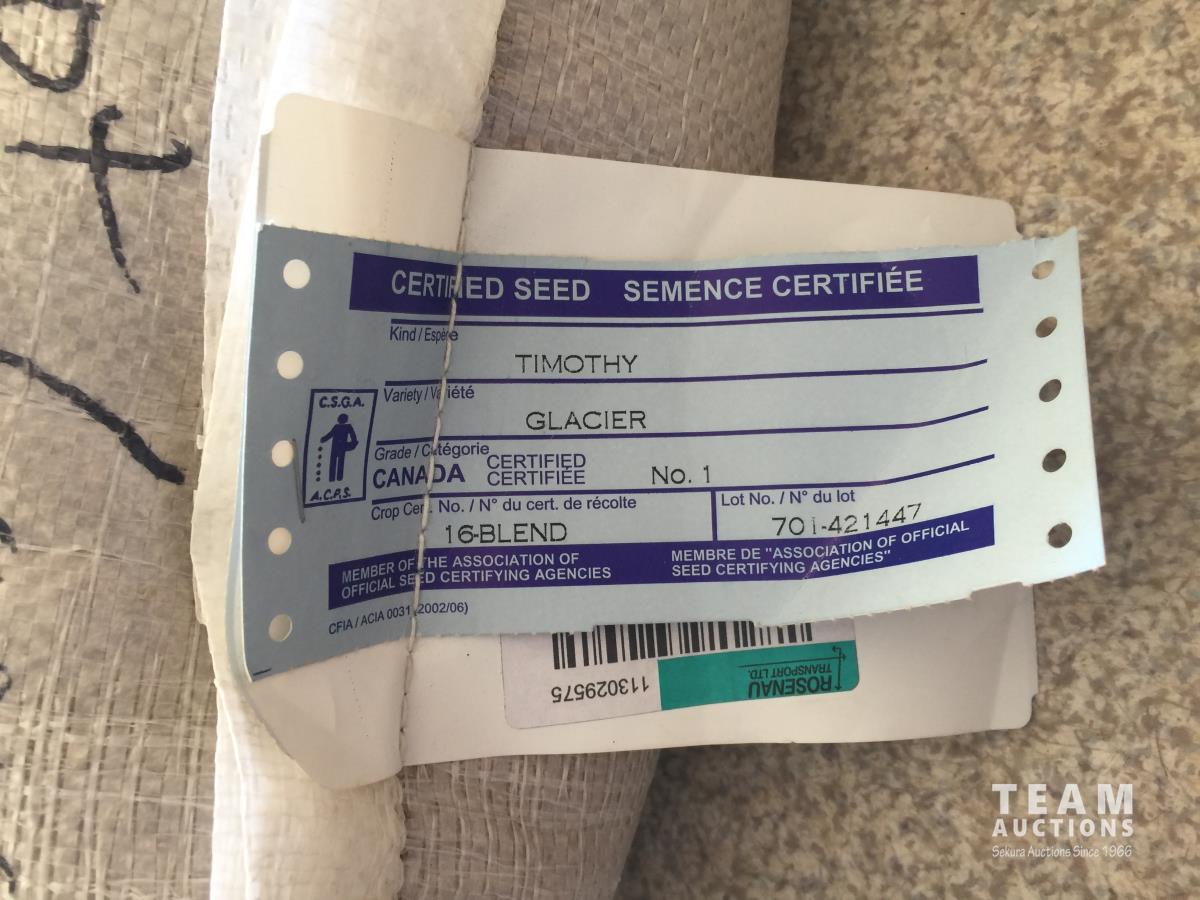 CERTIFIED SEED SEMENCE CERTIFIÉE
Kind / Espèce
TIMOTHY
Variety / Variété
GLACIER
C.S.G.A.
A.C.P.S.
Grade / Catégorie
CANADA CERTIFIED CERTIFIÉE No. 1
Crop Cert. No. / N° du cert. de récolte
16-BLEND
Lot No. / N° du lot
701-421447
MEMBER OF THE ASSOCIATION OF
OFFICIAL SEED CERTIFYING AGENCIES
MEMBRE DE "ASSOCIATION OF OFFICIAL
SEED CERTIFYING AGENCIES"
CFIA / ACIA 0031 (2002/06)
113029575
ROSENAU
TRANSPORT LTD.
TEAM
AUCTIONS
Sekura Auctions Since 1966